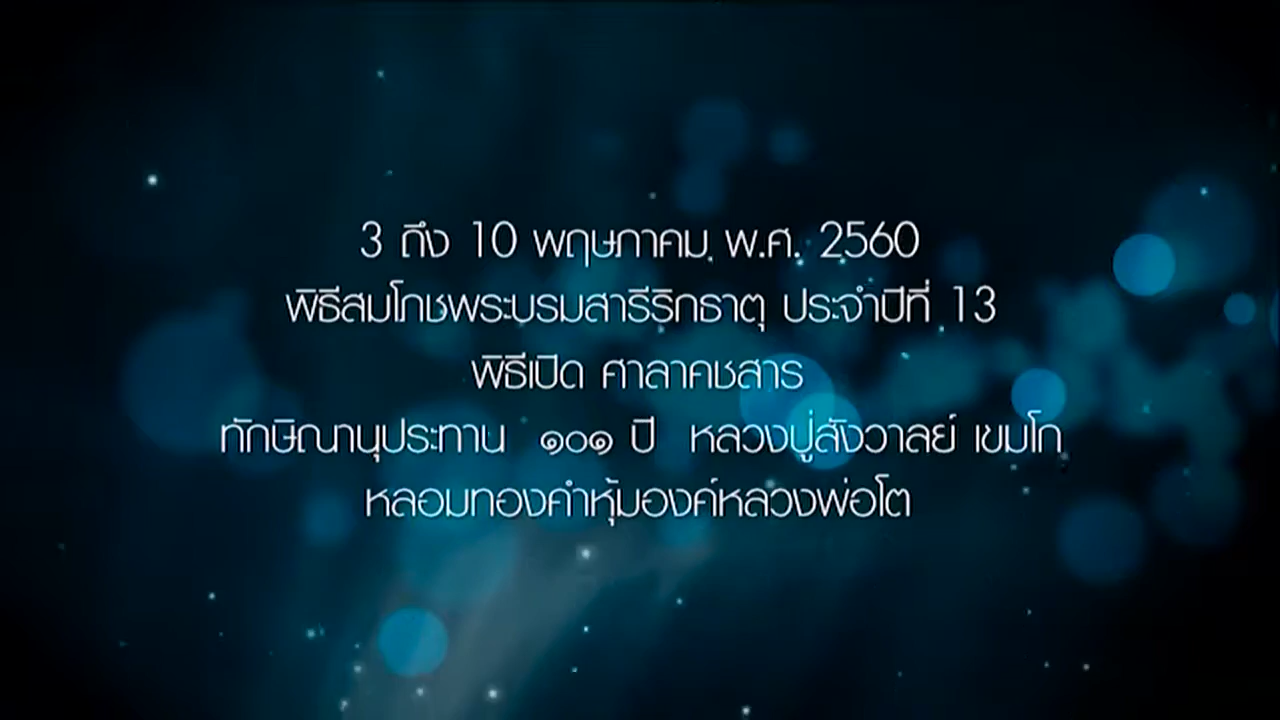 3 ถึง 10 พฤษภาคม พ.ศ. 2560
พิธีสมโภชพระบรมสารีริกธาตุ ประจำปีที่ 13
พิธีเปิด ศาลาคชสาร
ทักษิณานุประทาน ๑๐๑ ปี หลวงปู่สังวาลย์ เขมโก
หลอมทองคำหุ้มองค์หลวงพ่อโต